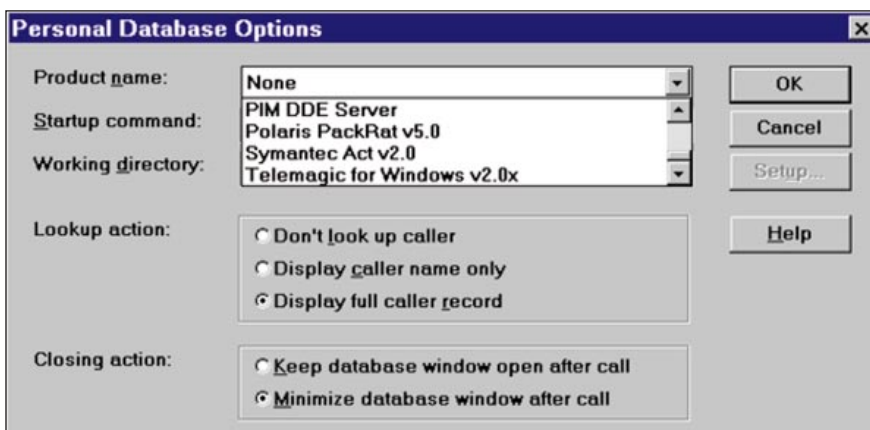 Personal Database Options
Product name:
None
OK
Startup command:
PIM DDE Server
Polaris PackRat v5.0
Symantec Act v2.0
Telemagic for Windows v2.0x
Cancel
Working directory:
Setup...
Lookup action:
Don't look up caller
Display caller name only
Display full caller record
Help
Closing action:
Keep database window open after call
Minimize database window after call